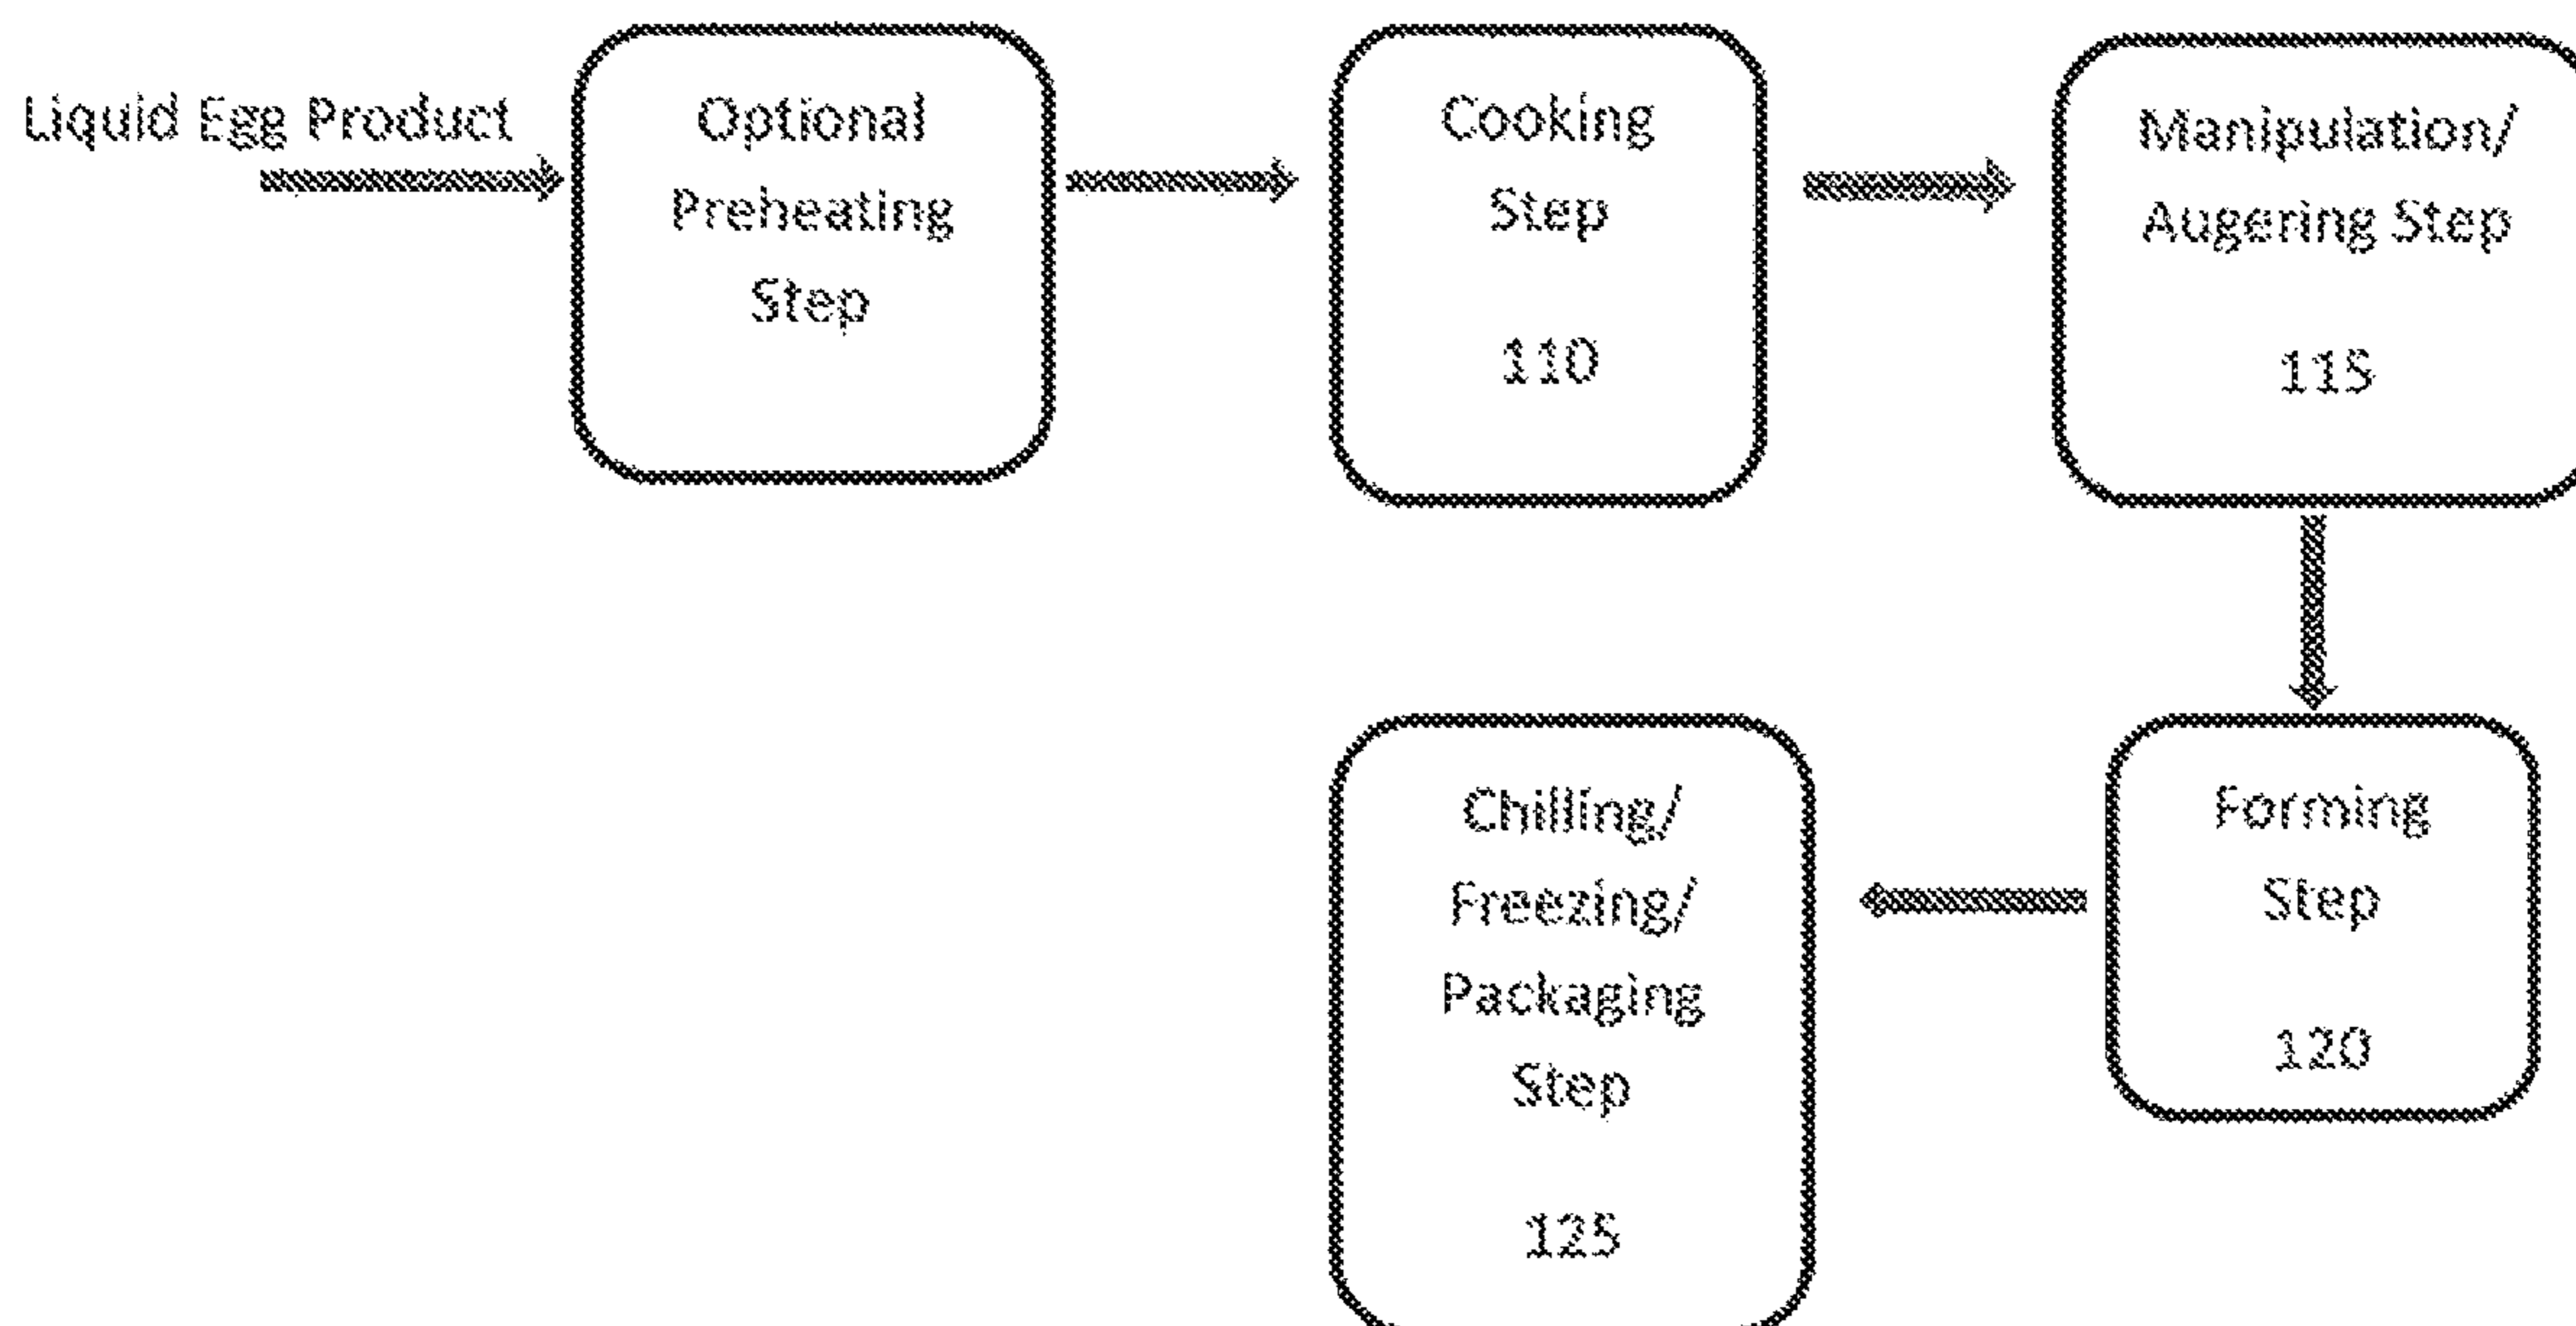 Liquid Egg Product
Optional
Preheating
Step
Cooking
Step
110
Manipulation/
Augering Step
115
Forming
Step
120
Chilling/
Freezing/
Packaging
Step
125